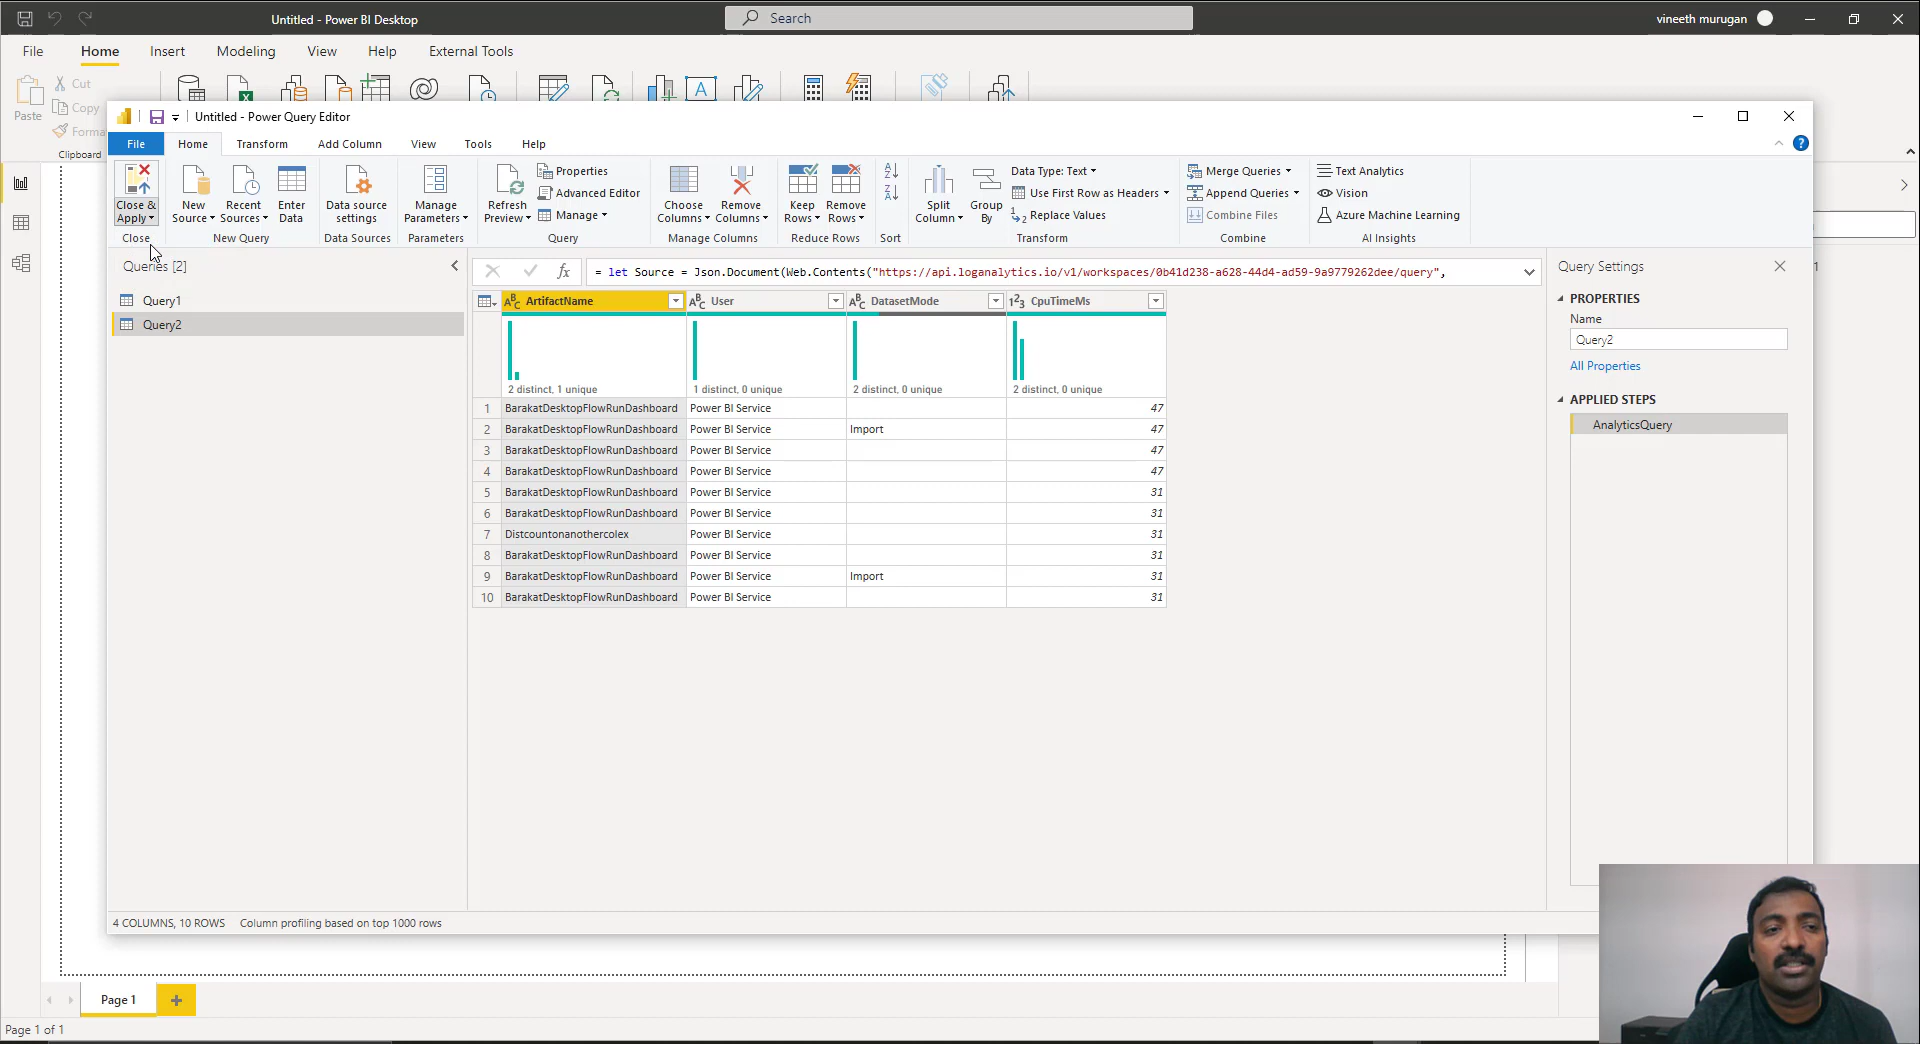 Untitled - Power BI Desktop
Search
vineeth murugan
File Home Insert Modeling View Help External Tools
Paste
Cut
Copy
Forma
Clipboard
Untitled - Power Query Editor
File Home Transform Add Column View Tools Help
Close &
Apply
Close
New
Source
Recent
Sources
Enter
Data
New Query
Data source
settings
Data Sources
Manage
Parameters
Parameters
Refresh
Preview
Properties
Advanced Editor
Manage
Query
Choose
Columns
Remove
Columns
Manage Columns
Keep
Rows
Remove
Rows
Reduce Rows
Sort
Split
Column
Group
By
Data Type: Text
Use First Row as Headers
Replace Values
Transform
Merge Queries
Append Queries
Combine Files
Combine
Text Analytics
Vision
Azure Machine Learning
AI Insights
Queries [2]
Query1
Query2
= let Source = Json.Document(Web.Contents("https://api.loganalytics.io/v1/workspaces/0b41d238-a628-44d4-ad59-9a9779262dee/query",
ArtifactName User DatasetMode CpuTimeMs
2 distinct, 1 unique 1 distinct, 0 unique 2 distinct, 0 unique 2 distinct, 0 unique
1 BarakatDesktopFlowRunDashboard Power BI Service 47
2 BarakatDesktopFlowRunDashboard Power BI Service Import 47
3 BarakatDesktopFlowRunDashboard Power BI Service 47
4 BarakatDesktopFlowRunDashboard Power BI Service 47
5 BarakatDesktopFlowRunDashboard Power BI Service 31
6 BarakatDesktopFlowRunDashboard Power BI Service 31
7 Distcountonanothercolex Power BI Service 31
8 BarakatDesktopFlowRunDashboard Power BI Service 31
9 BarakatDesktopFlowRunDashboard Power BI Service Import 31
10 BarakatDesktopFlowRunDashboard Power BI Service 31
Query Settings
PROPERTIES
Name
Query2
All Properties
APPLIED STEPS
AnalyticsQuery
4 COLUMNS, 10 ROWS Column profiling based on top 1000 rows
Page 1
Page 1 of 1